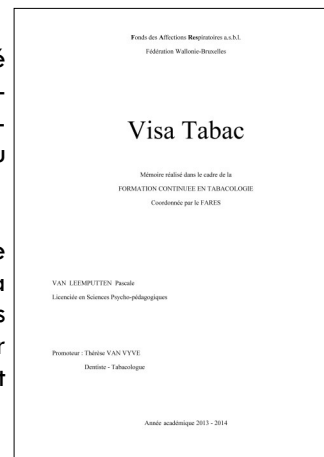 é
-
-
u
e
a
s
r
t
Fonds des Affections Respiratoires a.s.b.l.
Fédération Wallonie-Bruxelles
Visa Tabac
Mémoire réalisé dans le cadre de la
FORMATION CONTINUEE EN TABACOLOGIE
Coordonnée par le FARES
VAN LEEMPUTTEN Pascale
Licenciée en Sciences Psycho-pédagogiques
Promoteur : Thérèse VAN VYVE
Dentiste - Tabacologue
Année académique 2013 - 2014